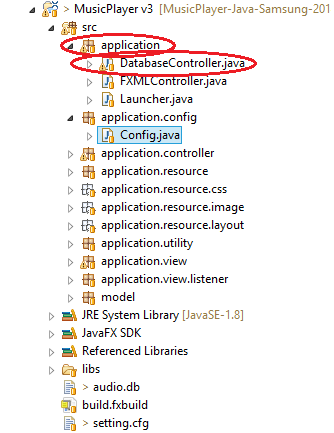 > MusicPlayer v3 [MusicPlayer-Java-Samsung-201
src
application
DatabaseController.java
FXMLController.java
Launcher.java
application.config
Config.java
application.controller
application.resource
application.resource.css
application.resource.image
application.resource.layout
application.utility
application.view
application.view.listener
model
JRE System Library [JavaSE-1.8]
JavaFX SDK
Referenced Libraries
libs
> audio.db
build.fxbuild
> setting.cfg